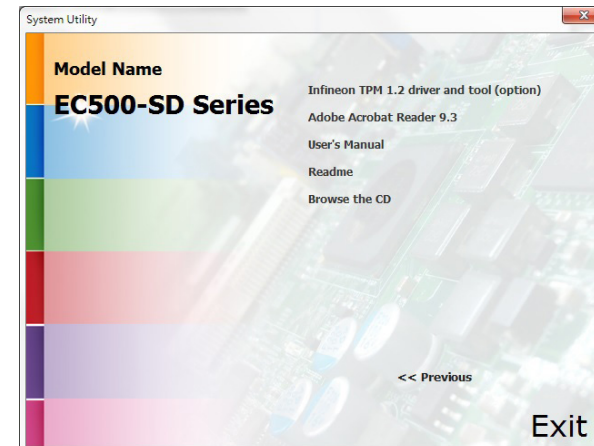 System Utility
Model Name
EC500-SD Series
Infineon TPM 1.2 driver and tool (option)
Adobe Acrobat Reader 9.3
User's Manual
Readme
Browse the CD
<< Previous
Exit